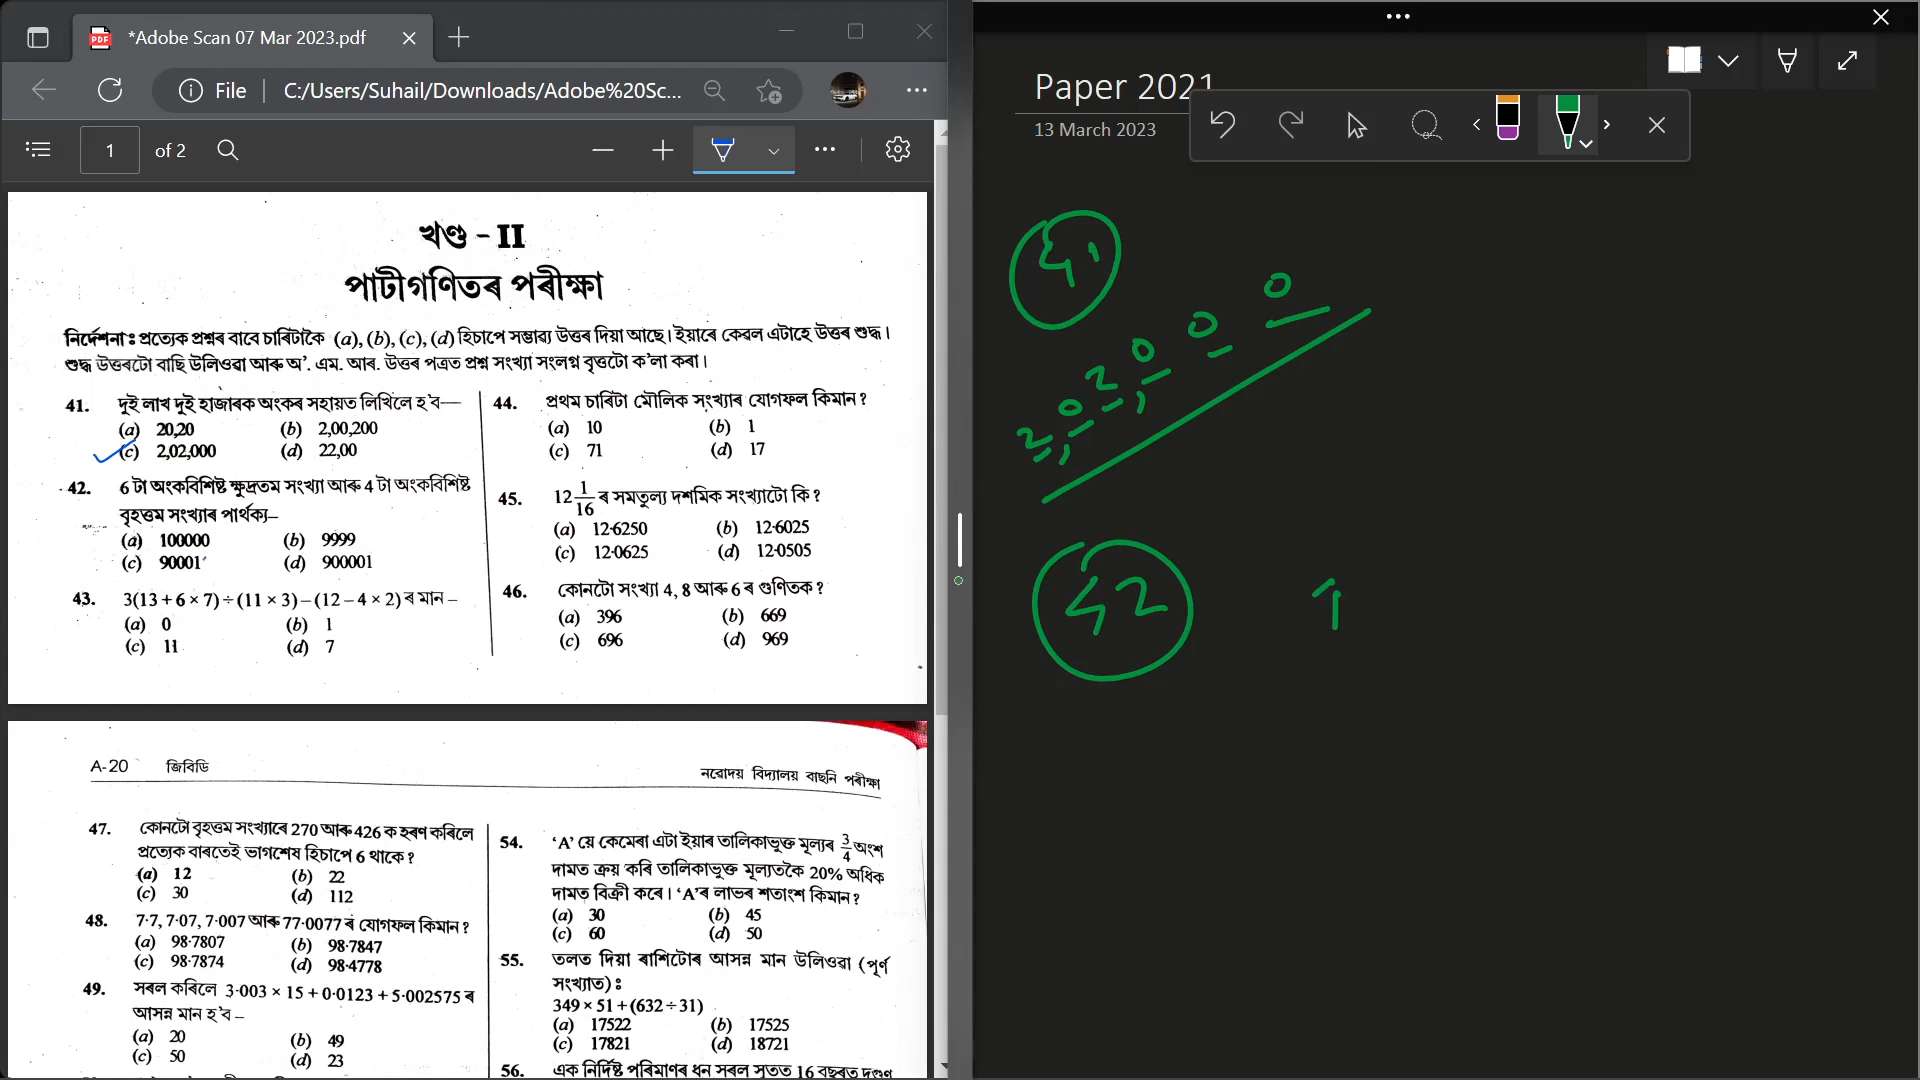 *Adobe Scan 07 Mar 2023.pdf
File
C:/Users/Suhail/Downloads/Adobe%20Sc...
1 of 2
খণ্ড - II
পাটীগণিতৰ পৰীক্ষা
নিৰ্দেশনাঃ প্ৰত্যেক প্ৰশ্নৰ বাবে চাৰিটাকৈ (a), (b), (c), (d) হিচাপে সম্ভাব্য উত্তৰ দিয়া আছে। ইয়াৰে কেৱল এটাহে উত্তৰ শুদ্ধ।
শুদ্ধ উত্তৰটো বাছি উলিওৱা আৰু অ'. এম. আৰ. উত্তৰ পত্ৰত প্ৰশ্ন সংখ্যা সংলগ্ন বৃত্তটো ক'লা কৰা।
41. দুই লাখ দুই হাজাৰক অংকৰ সহায়ত লিখিলে হ'ব—
(a) 20,20 (b) 2,00,200
(c) 2,02,000 (d) 22,00
42. 6 টা অংকবিশিষ্ট ক্ষুদ্ৰতম সংখ্যা আৰু 4 টা অংকবিশিষ্ট
বৃহত্তম সংখ্যাৰ পাৰ্থক্য–
(a) 100000 (b) 9999
(c) 90001 (d) 900001
43. 3(13 + 6 × 7) ÷ (11 × 3) – (12 – 4 × 2) ৰ মান –
(a) 0 (b) 1
(c) 11 (d) 7
44. প্ৰথম চাৰিটা মৌলিক সংখ্যাৰ যোগফল কিমান ?
(a) 10 (b) 1
(c) 71 (d) 17
45. 12 1/16 ৰ সমতুল্য দশমিক সংখ্যাটো কি ?
(a) 12·6250 (b) 12·6025
(c) 12·0625 (d) 12·0505
46. কোনটো সংখ্যা 4, 8 আৰু 6 ৰ গুণিতক ?
(a) 396 (b) 669
(c) 696 (d) 969
A-20 জিবিডি
নৱোদয় বিদ্যালয় বাছনি পৰীক্ষা
47. কোনটো বৃহত্তম সংখ্যাৰে 270 আৰু 426 ক হৰণ কৰিলে
প্ৰত্যেক বাৰতেই ভাগশেষ হিচাপে 6 থাকে ?
(a) 12 (b) 22
(c) 30 (d) 112
48. 7·7, 7·07, 7·007 আৰু 77·0077 ৰ যোগফল কিমান ?
(a) 98·7807 (b) 98·7847
(c) 98·7874 (d) 98·4778
49. সৰল কৰিলে 3·003 × 15 + 0·0123 + 5·002575 ৰ
আসন্ন মান হ'ব –
(a) 20 (b) 49
(c) 50 (d) 23
54. 'A' য়ে কেমেৰা এটা ইয়াৰ তালিকাভুক্ত মূল্যৰ 3/4 অংশ
দামত ক্ৰয় কৰি তালিকাভুক্ত মূল্যতকৈ 20% অধিক
দামত বিক্ৰী কৰে। 'A'ৰ লাভৰ শতাংশ কিমান ?
(a) 30 (b) 45
(c) 60 (d) 50
55. তলত দিয়া ৰাশিটোৰ আসন্ন মান উলিওৱা (পূৰ্ণ
সংখ্যাত) ঃ
349 × 51 + (632 ÷ 31)
(a) 17522 (b) 17525
(c) 17821 (d) 18721
56. এক নিৰ্দিষ্ট পৰিমাণৰ ধন সৰল সুতত 16 বছৰত দুগুণ
Paper 2021
13 March 2023
41
2,02,000
42
1